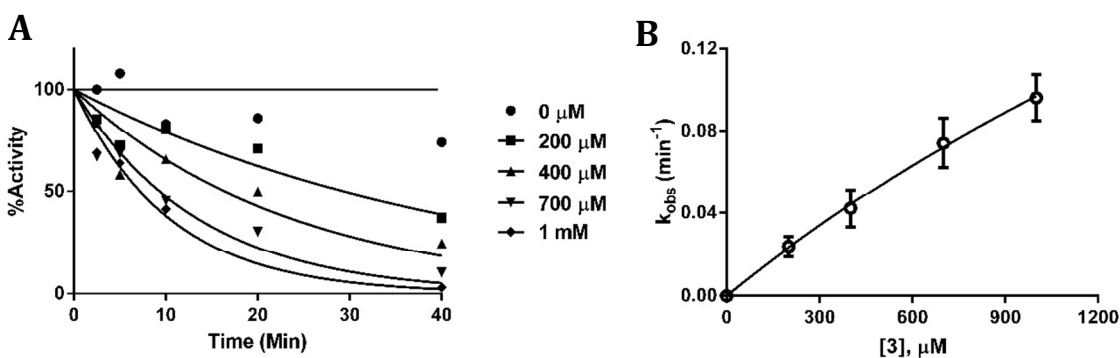 A
%Activity
100
50
0
0
10
20
30
40
Time (Min)
0 μM
200 μM
400 μM
700 μM
1 mM
B
k_obs (min⁻¹)
0.12
0.08
0.04
0.00
0
300
600
900
1200
[3], μM